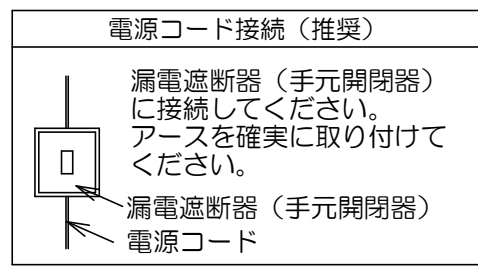 電源コード接続（推奨）
漏電遮断器（手元開閉器）
に接続してください。
アースを確実に取り付けて
ください。
漏電遮断器（手元開閉器）
電源コード